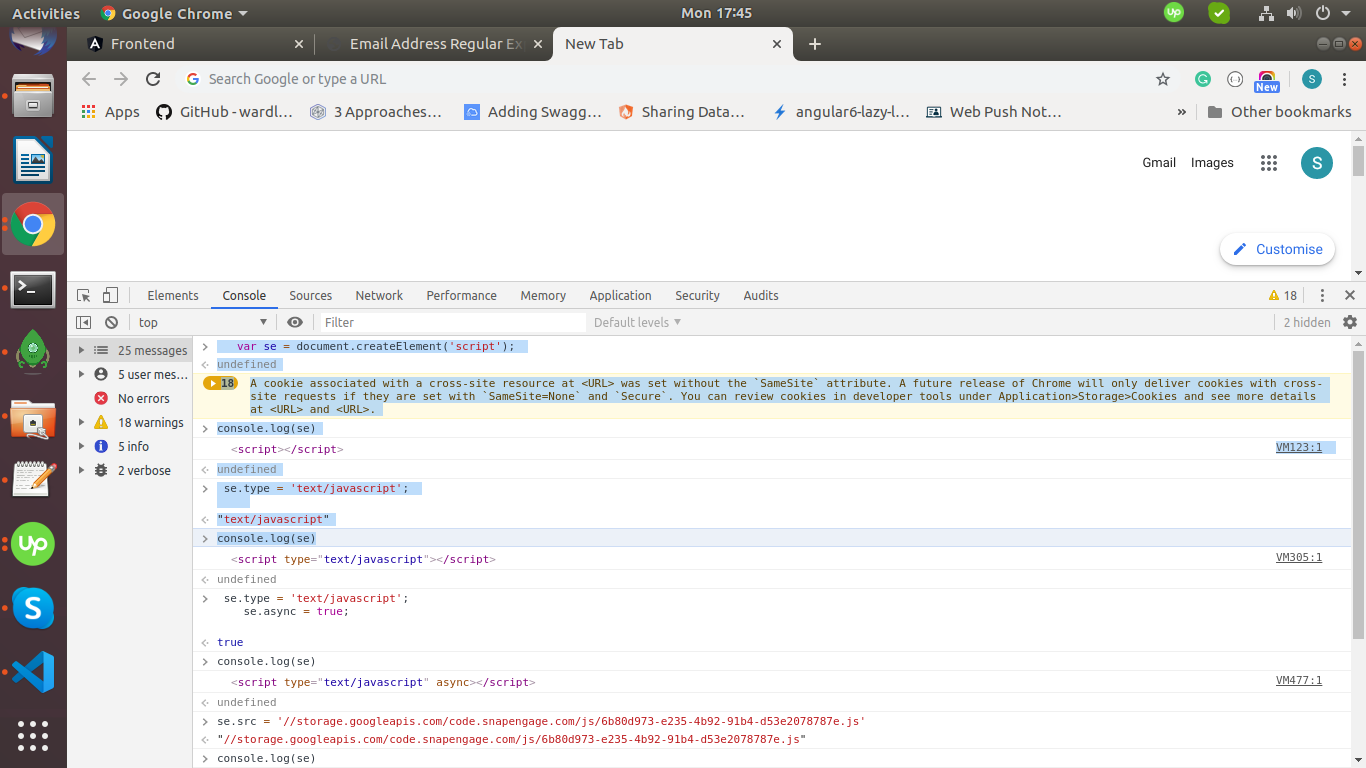 Activities Google Chrome Mon 17:45
Frontend Email Address Regular Ex New Tab
Search Google or type a URL New S
Apps GitHub - wardl... 3 Approaches... Adding Swagg... Sharing Data... angular6-lazy-l... Web Push Not... » Other bookmarks
Gmail Images S
Customise
Elements Console Sources Network Performance Memory Application Security Audits 18
top Filter Default levels 2 hidden
25 messages
5 user mes...
No errors
18 warnings
5 info
2 verbose
var se = document.createElement('script');
undefined
18 A cookie associated with a cross-site resource at <URL> was set without the `SameSite` attribute. A future release of Chrome will only deliver cookies with cross-
site requests if they are set with `SameSite=None` and `Secure`. You can review cookies in developer tools under Application>Storage>Cookies and see more details
at <URL> and <URL>.
console.log(se)
<script></script> VM123:1
undefined
se.type = 'text/javascript';
"text/javascript"
console.log(se)
<script type="text/javascript"></script> VM305:1
undefined
se.type = 'text/javascript';
se.async = true;
true
console.log(se)
<script type="text/javascript" async></script> VM477:1
undefined
se.src = '//storage.googleapis.com/code.snapengage.com/js/6b80d973-e235-4b92-91b4-d53e2078787e.js'
"//storage.googleapis.com/code.snapengage.com/js/6b80d973-e235-4b92-91b4-d53e2078787e.js"
console.log(se)